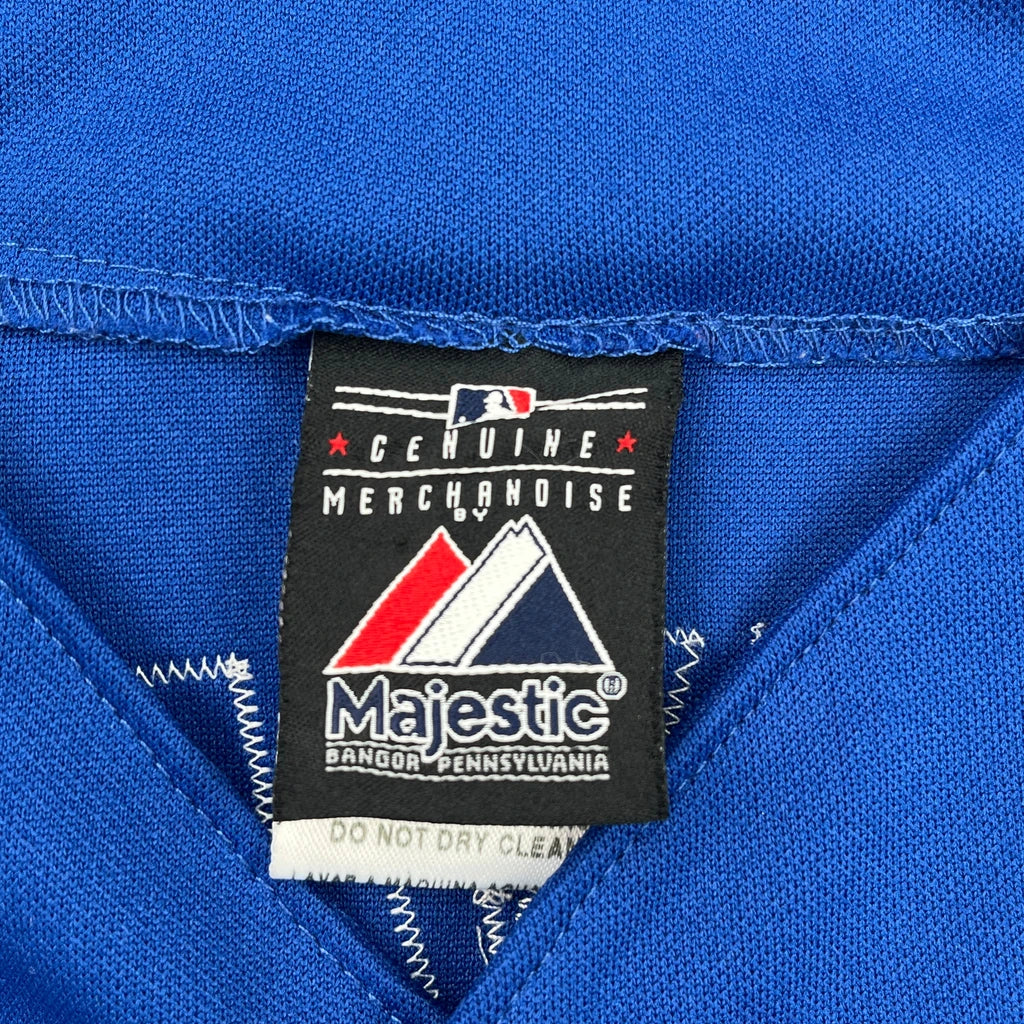 GENUINE
MERCHANDISE
BY
Majestic®
BANGOR PENNSYLVANIA
DO NOT DRY CLEAN